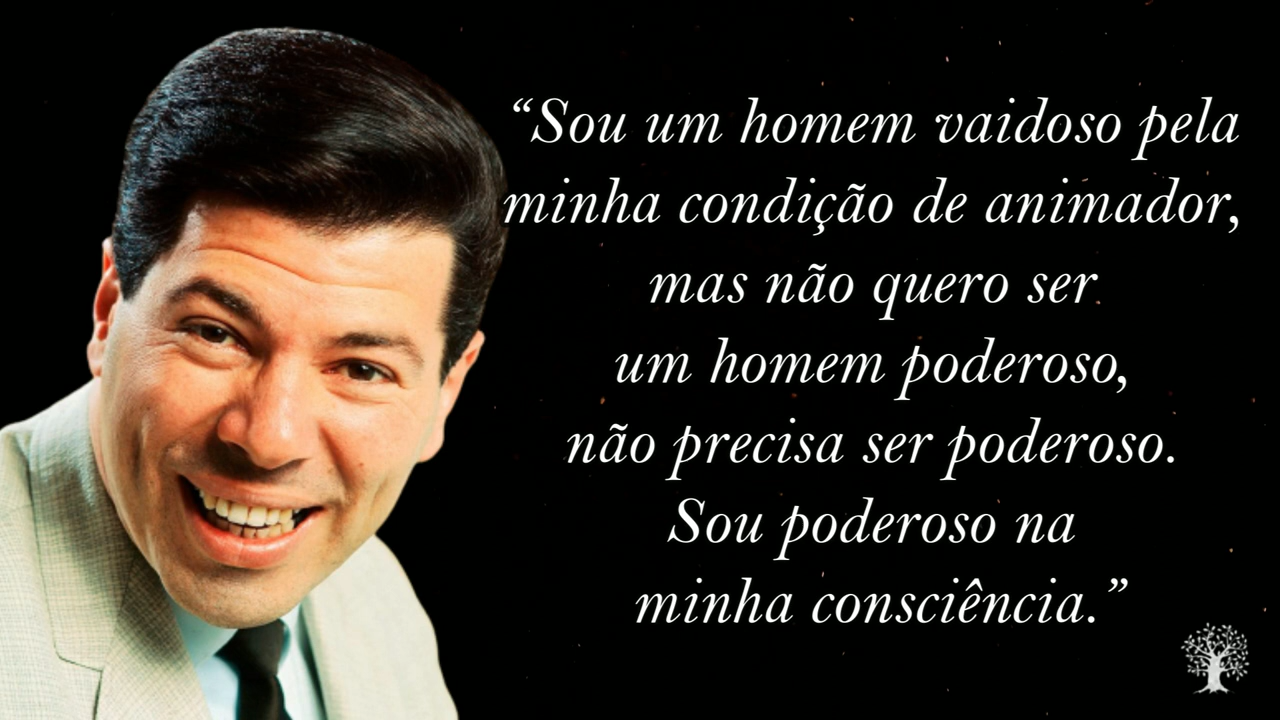 “Sou um homem vaidoso pela
minha condição de animador,
mas não quero ser
um homem poderoso,
não precisa ser poderoso.
Sou poderoso na
minha consciência.”